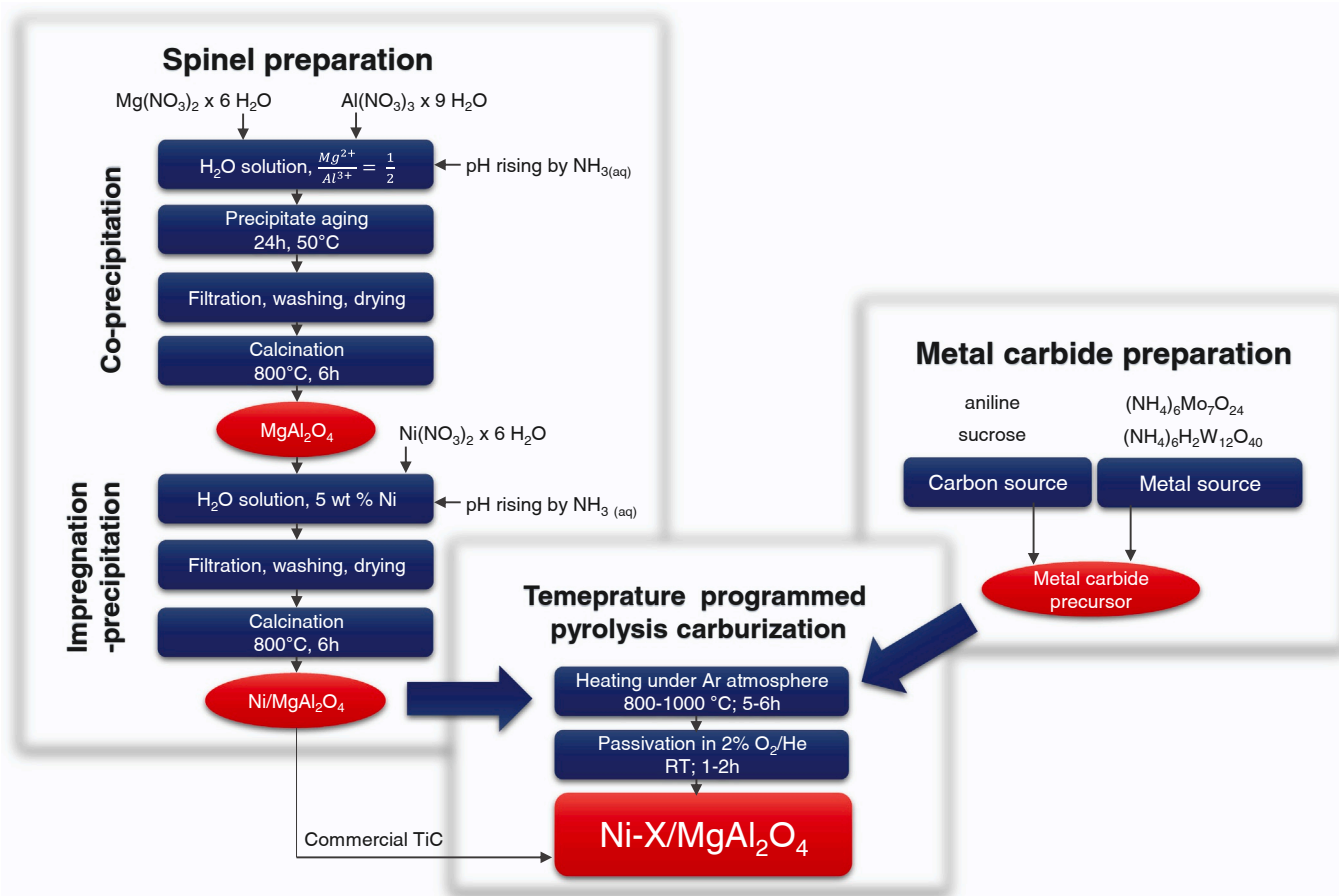 Spinel preparation
Mg(NO₃)₂ x 6 H₂O
Al(NO₃)₃ x 9 H₂O
H₂O solution, Mg²⁺/Al³⁺ = 1/2
pH rising by NH₃₍aq₎
Co-precipitation
Precipitate aging
24h, 50°C
Filtration, washing, drying
Calcination
800°C, 6h
MgAl₂O₄
Ni(NO₃)₂ x 6 H₂O
Impregnation
-precipitation
H₂O solution, 5 wt % Ni
pH rising by NH₃ ₍aq₎
Filtration, washing, drying
Calcination
800°C, 6h
Ni/MgAl₂O₄
Commercial TiC
Metal carbide preparation
aniline
sucrose
(NH₄)₆Mo₇O₂₄
(NH₄)₆H₂W₁₂O₄₀
Carbon source
Metal source
Metal carbide
precursor
Temeprature programmed
pyrolysis carburization
Heating under Ar atmosphere
800-1000 °C; 5-6h
Passivation in 2% O₂/He
RT; 1-2h
Ni-X/MgAl₂O₄